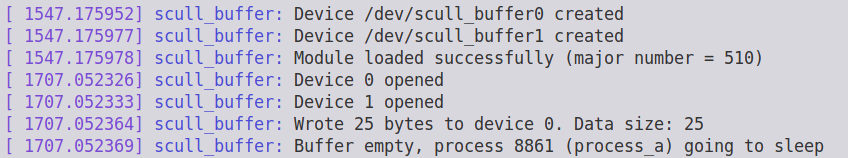 [ 1547.175952] scull_buffer: Device /dev/scull_buffer0 created
[ 1547.175977] scull_buffer: Device /dev/scull_buffer1 created
[ 1547.175978] scull_buffer: Module loaded successfully (major number = 510)
[ 1707.052326] scull_buffer: Device 0 opened
[ 1707.052333] scull_buffer: Device 1 opened
[ 1707.052364] scull_buffer: Wrote 25 bytes to device 0. Data size: 25
[ 1707.052369] scull_buffer: Buffer empty, process 8861 (process_a) going to sleep